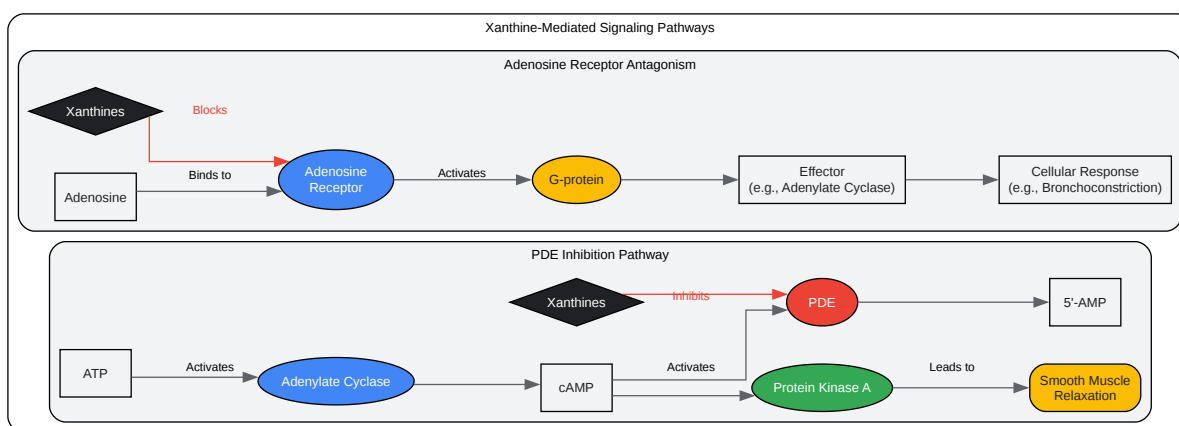 Xanthine-Mediated Signaling Pathways
Adenosine Receptor Antagonism
Xanthines
Blocks
Adenosine
Binds to
Adenosine
Receptor
Activates
G-protein
Effector
(e.g., Adenylate Cyclase)
Cellular Response
(e.g., Bronchoconstriction)
PDE Inhibition Pathway
Xanthines
Inhibits
PDE
5'-AMP
ATP
Activates
Adenylate Cyclase
cAMP
Activates
Protein Kinase A
Leads to
Smooth Muscle
Relaxation